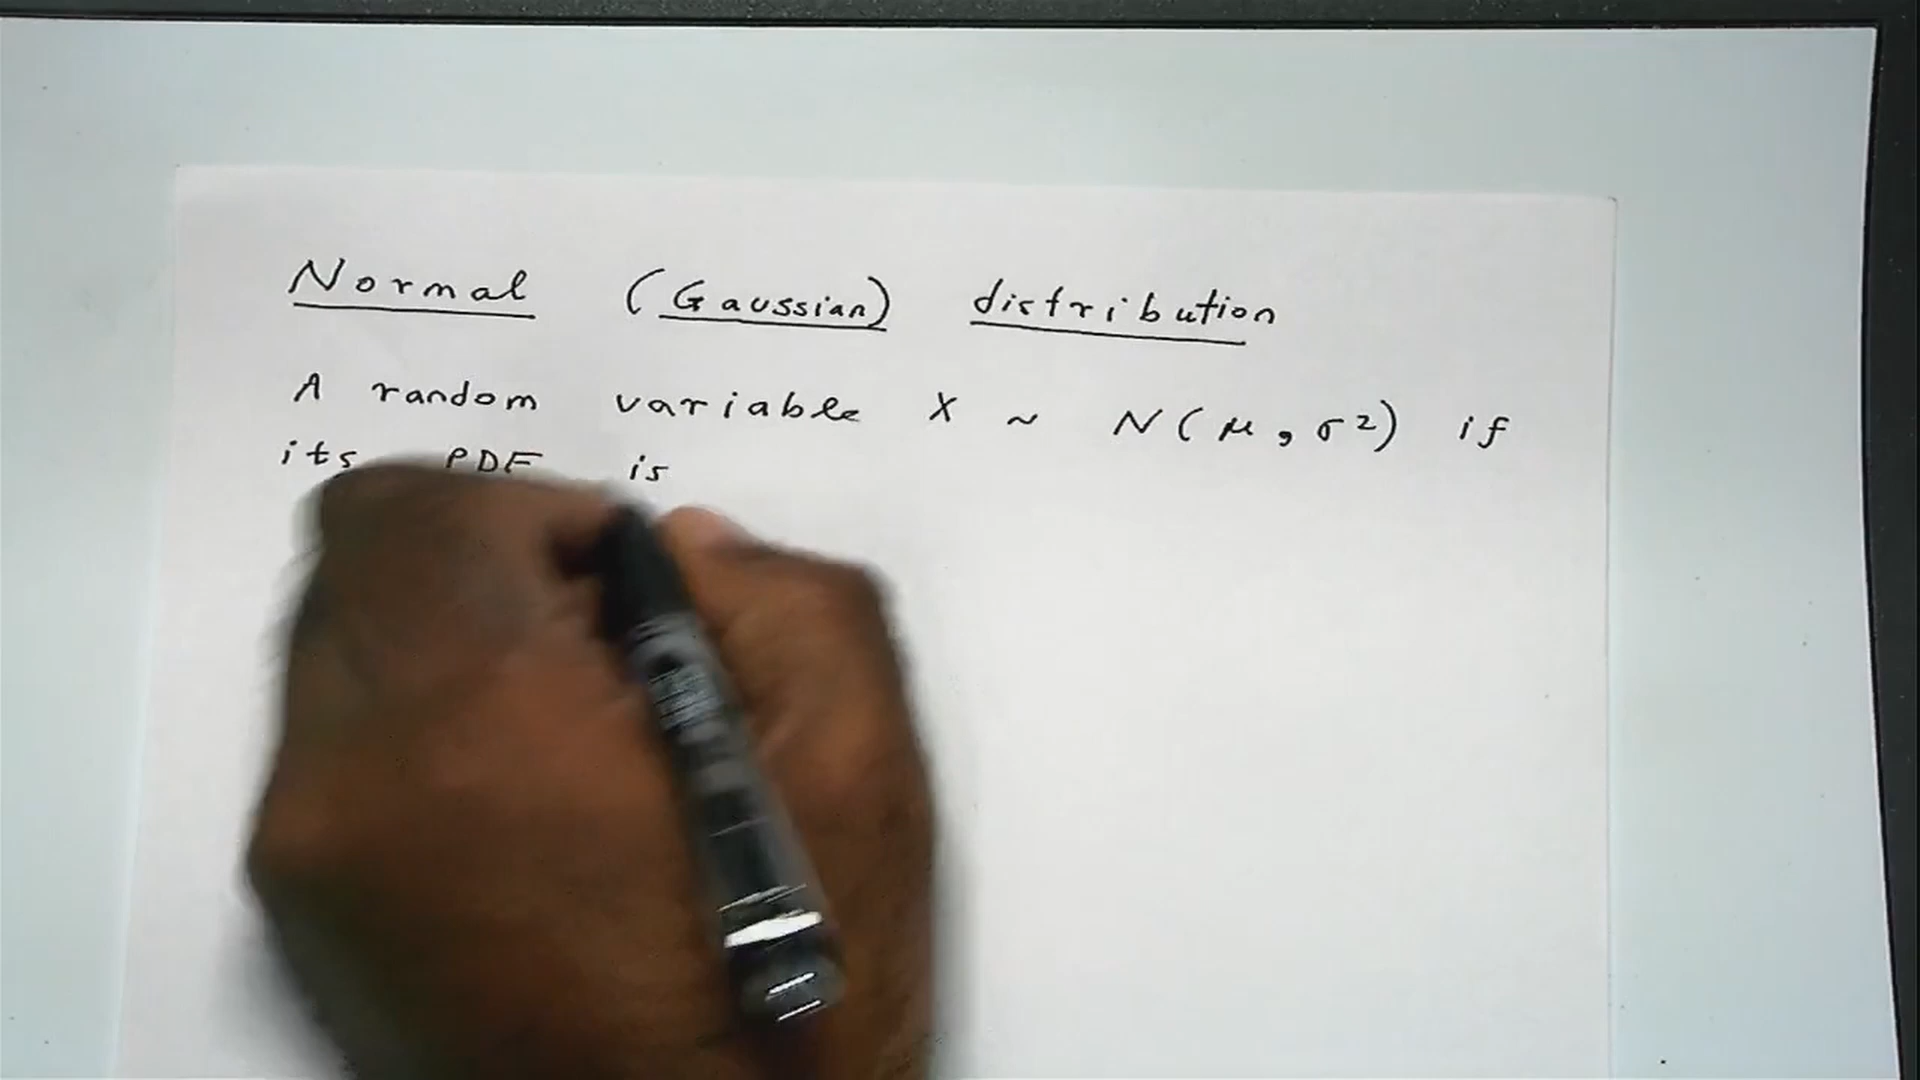 Normal (Gaussian) distribution
A random variable X ~ N(μ, σ²) if
its PDF is